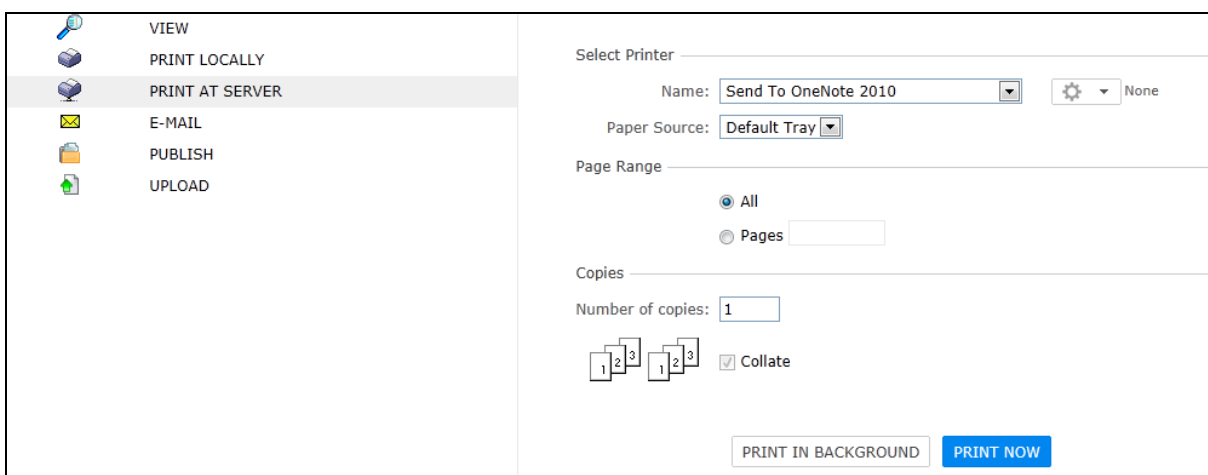 VIEW
PRINT LOCALLY
PRINT AT SERVER
E-MAIL
PUBLISH
UPLOAD
Select Printer
Name: Send To OneNote 2010 None
Paper Source: Default Tray
Page Range
All
Pages
Copies
Number of copies: 1
1 2 3 1 2 3 Collate
PRINT IN BACKGROUND PRINT NOW